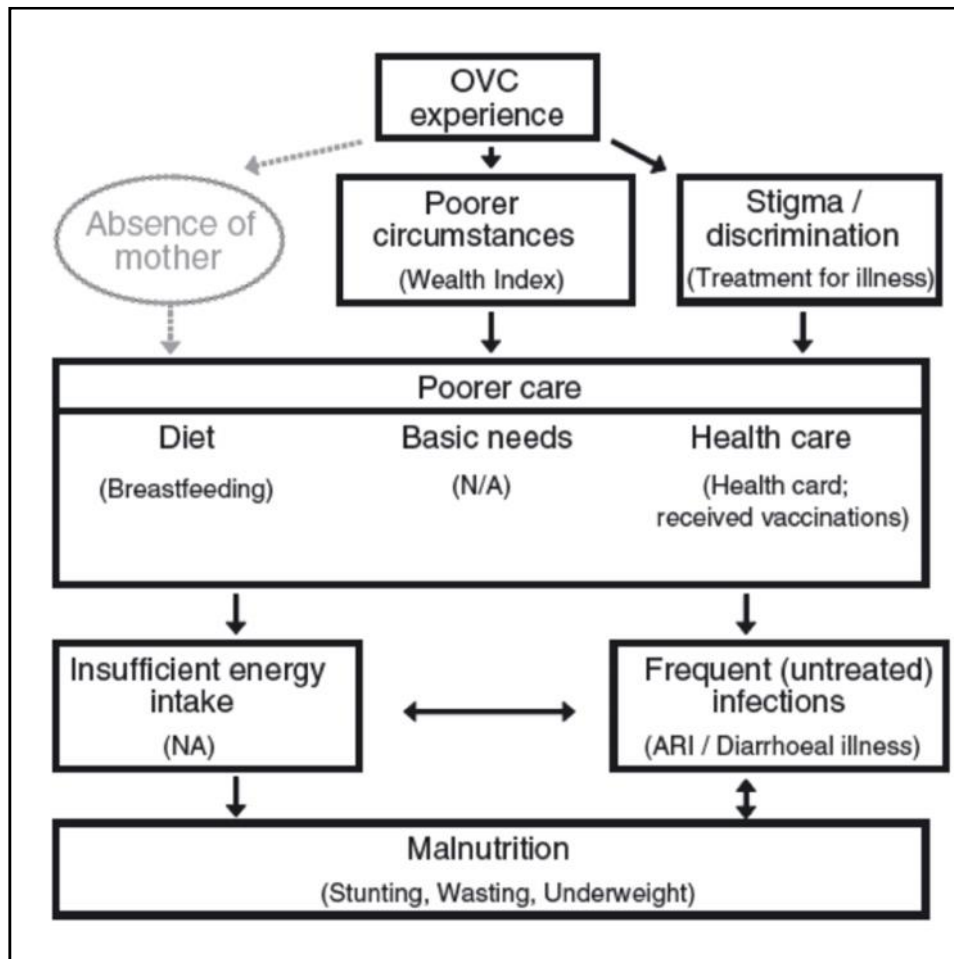 OVC
experience
Absence of
mother
Poorer
circumstances
(Wealth Index)
Stigma /
discrimination
(Treatment for illness)
Poorer care
Diet
(Breastfeeding)
Basic needs
(N/A)
Health care
(Health card;
received vaccinations)
Insufficient energy
intake
(NA)
Frequent (untreated)
infections
(ARI / Diarrhoeal illness)
Malnutrition
(Stunting, Wasting, Underweight)